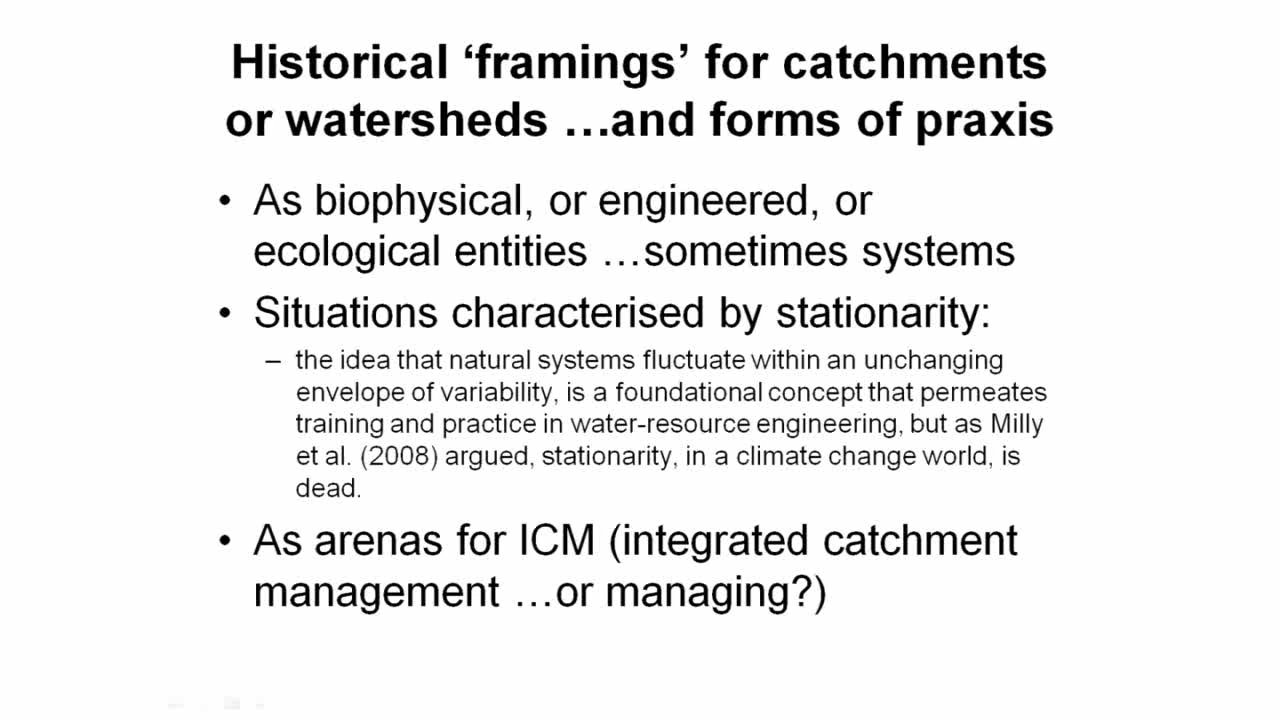 Historical ‘framings’ for catchments
or watersheds …and forms of praxis
• As biophysical, or engineered, or
ecological entities …sometimes systems
• Situations characterised by stationarity:
– the idea that natural systems fluctuate within an unchanging
envelope of variability, is a foundational concept that permeates
training and practice in water-resource engineering, but as Milly
et al. (2008) argued, stationarity, in a climate change world, is
dead.
• As arenas for ICM (integrated catchment
management …or managing?)